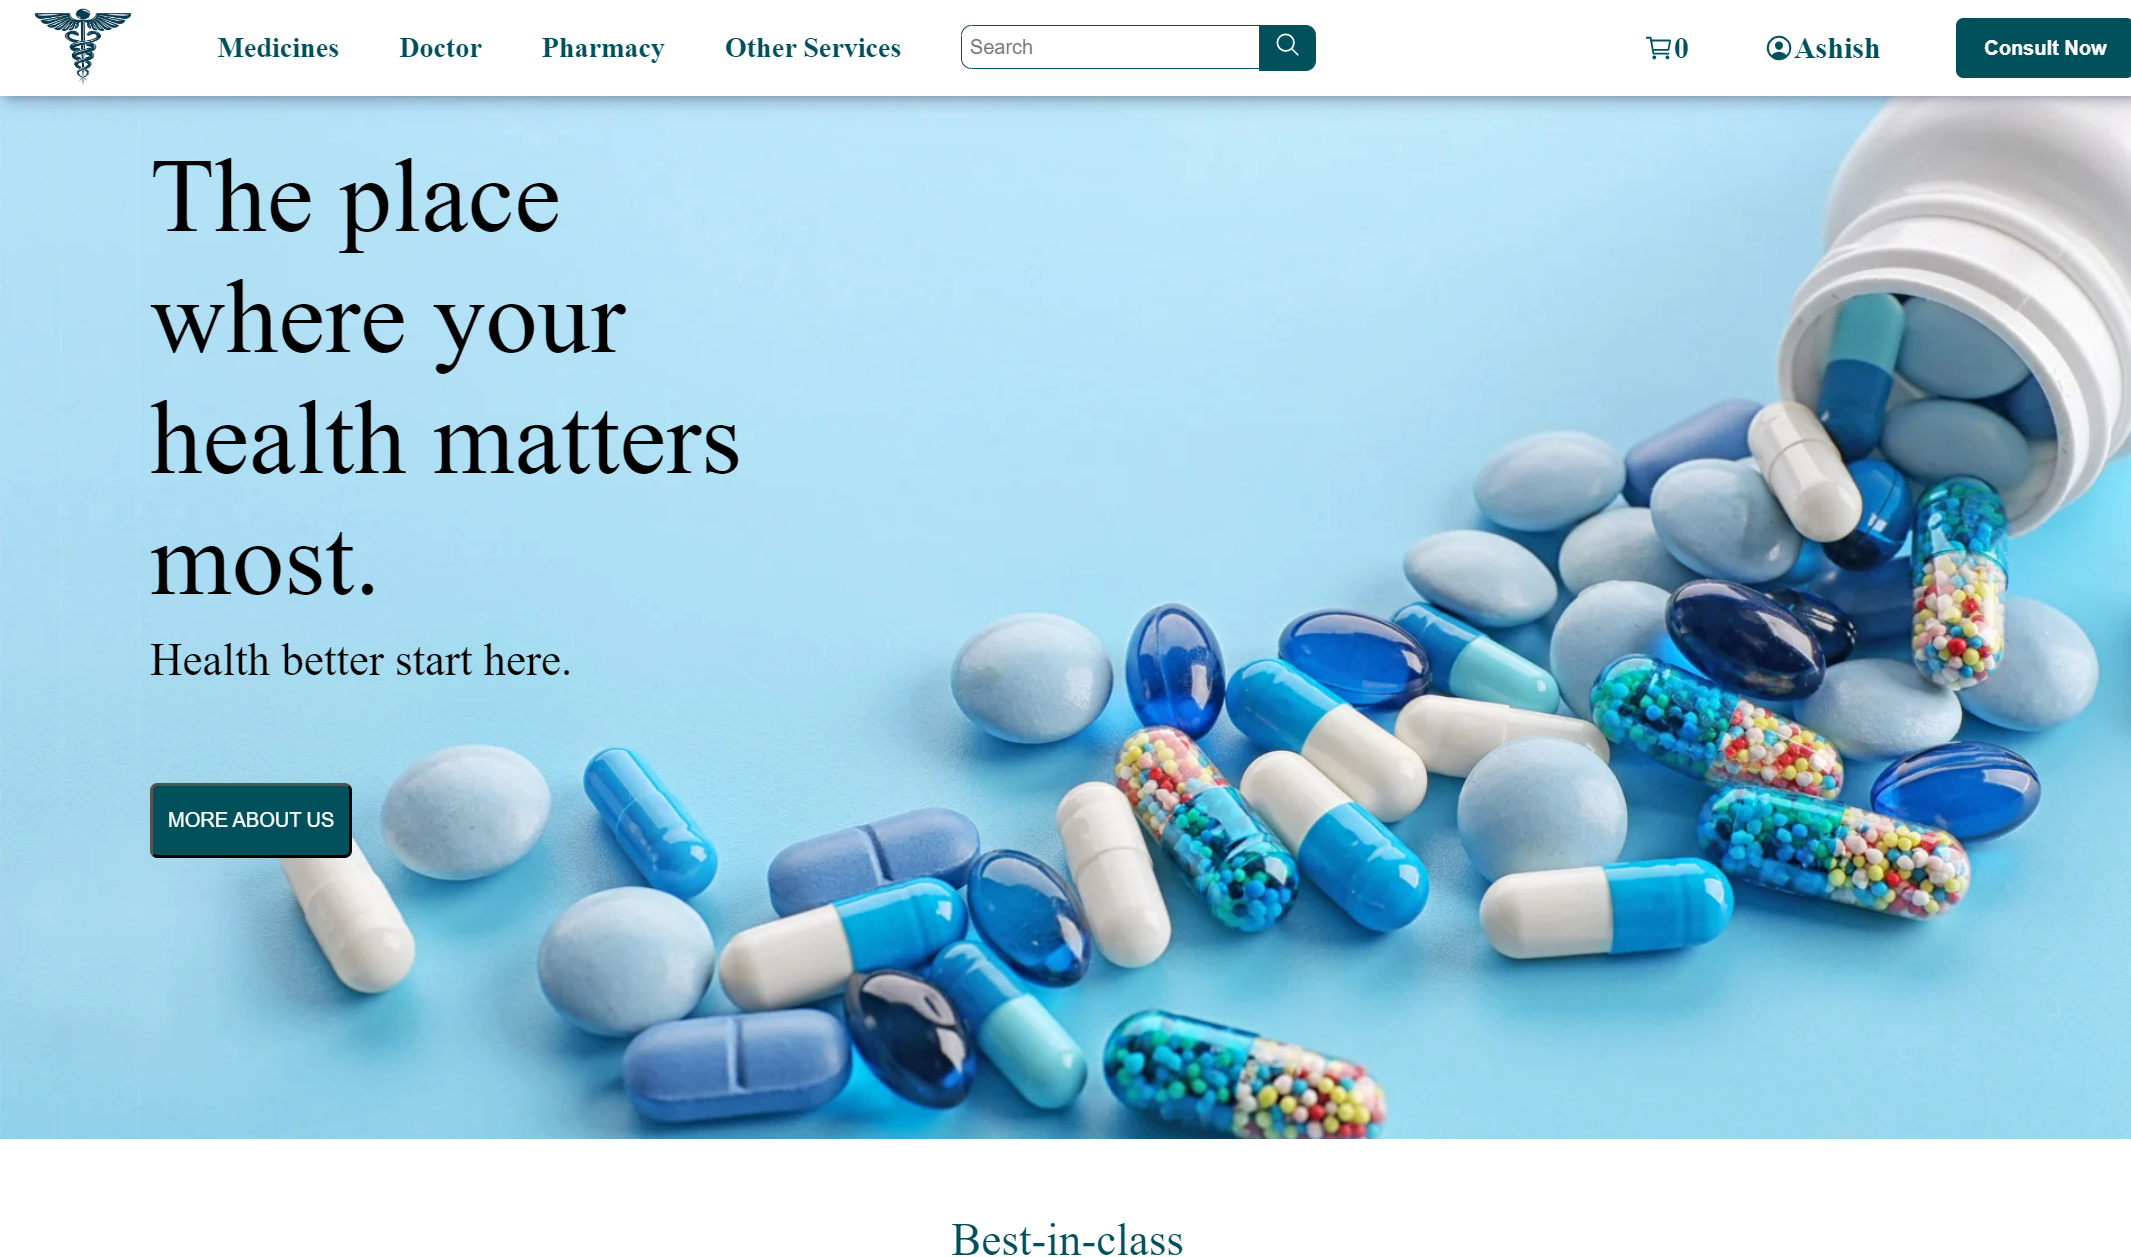 Medicines Doctor Pharmacy Other Services Search 0 Ashish Consult Now
The place
where your
health matters
most.
Health better start here.
MORE ABOUT US
Best-in-class